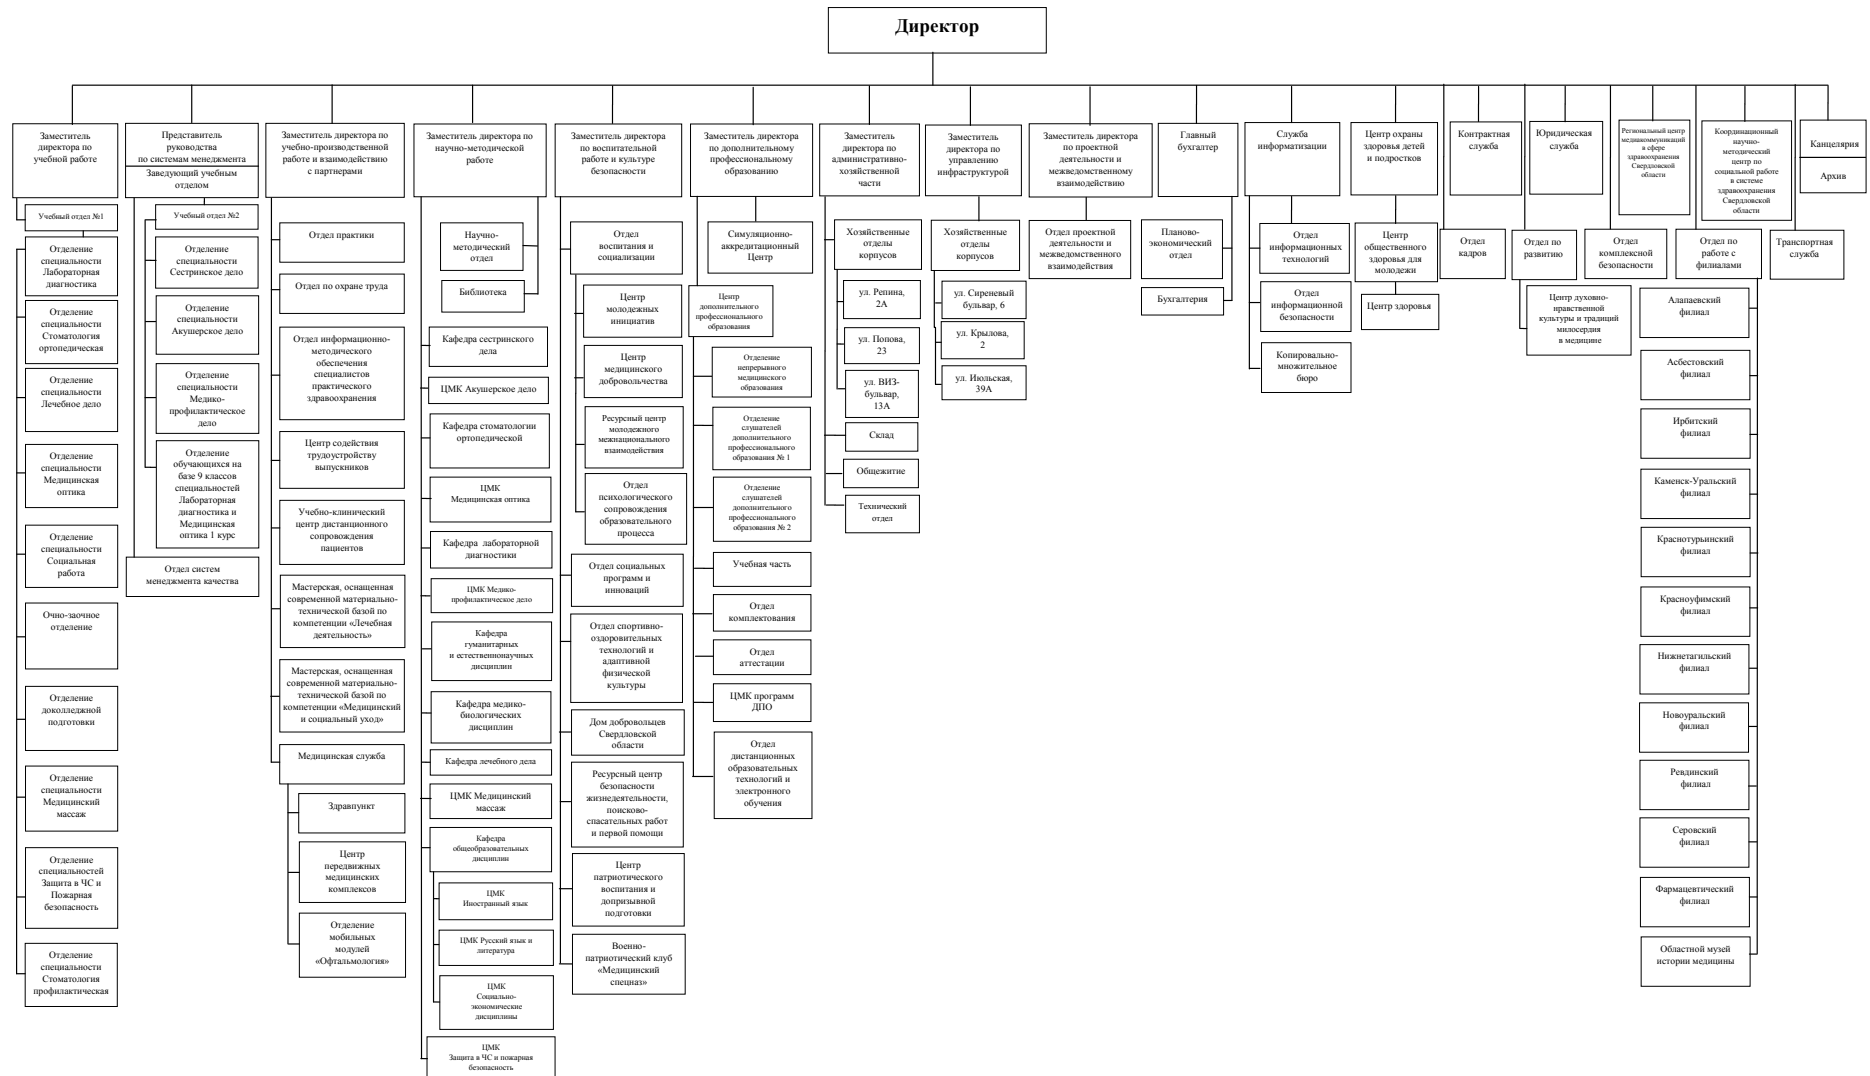 Директор
Заместитель
директора по
учебной работе
Учебный отдел №1
Отделение
специальности
Лабораторная
диагностика
Отделение
специальности
Стоматология
ортопедическая
Отделение
специальности
Лечебное дело
Отделение
специальности
Медицинская
оптика
Отделение
специальности
Социальная
работа
Очно-заочное
отделение
Отделение
доколледжной
подготовки
Отделение
специальности
Медицинский
массаж
Отделение
специальностей
Защита в ЧС и
Пожарная
безопасность
Отделение
специальности
Стоматология
профилактическая
Представитель
руководства
по системам менеджмента
Заведующий учебным
отделом
Учебный отдел №2
Отделение
специальности
Сестринское дело
Отделение
специальности
Акушерское дело
Отделение
специальности
Медико-
профилактическое
дело
Отделение
обучающихся на
базе 9 классов
специальностей
Лабораторная
диагностика и
Медицинская
оптика 1 курс
Отдел систем
менеджмента качества
Заместитель директора по
учебно-производственной
работе и взаимодействию
с партнерами
Отдел практики
Отдел по охране труда
Отдел информационно-
методического
обеспечения
специалистов
практического
здравоохранения
Центр содействия
трудоустройству
выпускников
Учебно-клинический
центр дистанционного
сопровождения
пациентов
Мастерская, оснащенная
современной материально-
технической базой по
компетенции «Лечебная
деятельность»
Мастерская, оснащенная
современной материально-
технической базой по
компетенции «Медицинский
и социальный уход»
Медицинская служба
Здравпункт
Центр
передвижных
медицинских
комплексов
Отделение
мобильных
модулей
«Офтальмология»
Заместитель директора по
научно-методической
работе
Научно-
методический
отдел
Библиотека
Кафедра сестринского
дела
ЦМК Акушерское дело
Кафедра стоматологии
ортопедической
ЦМК
Медицинская оптика
Кафедра лабораторной
диагностики
ЦМК Медико-
профилактическое дело
Кафедра
гуманитарных
и естественнонаучных
дисциплин
Кафедра медико-
биологических
дисциплин
Кафедра лечебного дела
ЦМК Медицинский
массаж
Кафедра
общеобразовательных
дисциплин
ЦМК
Иностранный язык
ЦМК Русский язык и
литература
ЦМК
Социально-
экономические
дисциплины
ЦМК
Защита в ЧС и пожарная
безопасность
Заместитель директора
по воспитательной
работе и культуре
безопасности
Отдел
воспитания и
социализации
Центр
молодежных
инициатив
Центр
медицинского
добровольчества
Ресурсный центр
молодежного
межнационального
взаимодействия
Отдел
психологического
сопровождения
образовательного
процесса
Отдел социальных
программ и
инноваций
Отдел спортивно-
оздоровительных
технологий и
адаптивной
физической
культуры
Дом добровольцев
Свердловской
области
Ресурсный центр
безопасности
жизнедеятельности,
поисково-
спасательных работ
и первой помощи
Центр
патриотического
воспитания и
допризывной
подготовки
Военно-
патриотический клуб
«Медицинский
спецназ»
Заместитель директора
по дополнительному
профессиональному
образованию
Симуляционно-
аккредитационный
Центр
Центр
дополнительного
профессионального
образования
Отделение
непрерывного
медицинского
образования
Отделение
слушателей
дополнительного
профессионального
образования № 1
Отделение
слушателей
дополнительного
профессионального
образования № 2
Учебная часть
Отдел
комплектования
Отдел
аттестации
ЦМК программ
ДПО
Отдел
дистанционных
образовательных
технологий и
электронного
обучения
Заместитель
директора по
административно-
хозяйственной
части
Хозяйственные
отделы
корпусов
ул. Репина,
2А
ул. Попова,
23
ул. ВИЗ-
бульвар,
13А
Склад
Общежитие
Технический
отдел
Заместитель
директора по
управлению
инфраструктурой
Хозяйственные
отделы
корпусов
ул. Сиреневый
бульвар, 6
ул. Крылова,
2
ул. Июльская,
39А
Заместитель директора
по проектной
деятельности и
межведомственному
взаимодействию
Отдел проектной
деятельности и
межведомственного
взаимодействия
Главный
бухгалтер
Планово-
экономический
отдел
Бухгалтерия
Служба
информатизации
Отдел
информационных
технологий
Отдел
информационной
безопасности
Копировально-
множительное
бюро
Центр охраны
здоровья детей
и подростков
Центр
общественного
здоровья для
молодежи
Центр здоровья
Контрактная
служба
Отдел
кадров
Юридическая
служба
Отдел по
развитию
Центр духовно-
нравственной
культуры и традиций
милосердия
в медицине
Региональный центр
медиакоммуникаций
в сфере
здравоохранения
Свердловской
области
Отдел
комплексной
безопасности
Координационный
научно-
методический
центр по
социальной работе
в системе
здравоохранения
Свердловской
области
Отдел по
работе с
филиалами
Алапаевский
филиал
Асбестовский
филиал
Ирбитский
филиал
Каменск-Уральский
филиал
Краснотурьинский
филиал
Красноуфимский
филиал
Нижнетагильский
филиал
Новоуральский
филиал
Ревдинский
филиал
Серовский
филиал
Фармацевтический
филиал
Областной музей
истории медицины
Канцелярия
Архив
Транспортная
служба